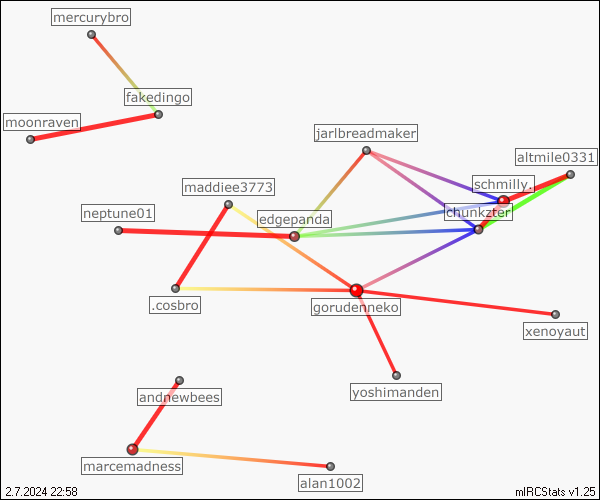 mercurybro
fakedingo
moonraven
jarlbreadmaker
altmile0331
schmilly.
maddiee3773
neptune01
edgepanda
chunkzter
.cosbro
gorudenneko
xenoyaut
yoshimanden
andnewbees
marcemadness
alan1002
2.7.2024 22:58
mIRCStats v1.25